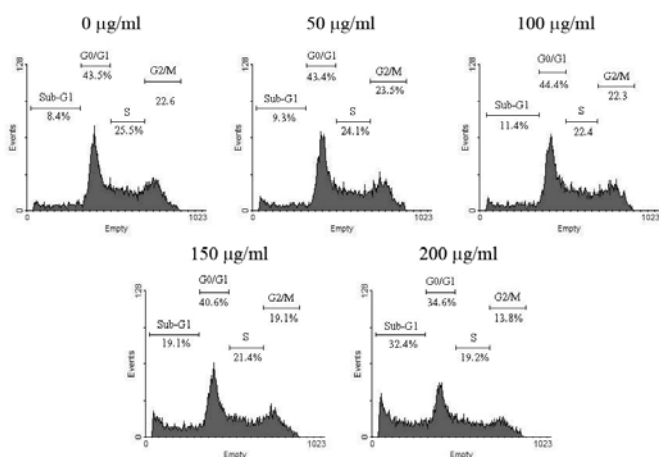 0 µg/ml
128
G0/G1
43.5%
G2/M
22.6
Sub-G1
8.4%
S
25.5%
Events
0
0
1023
Empty
50 µg/ml
128
G0/G1
43.4%
G2/M
23.5%
Sub-G1
9.3%
S
24.1%
Events
0
0
1023
Empty
100 µg/ml
128
G0/G1
44.4%
G2/M
22.3
Sub-G1
11.4%
S
22.4
Events
0
0
1023
Empty
150 µg/ml
128
G0/G1
40.6%
G2/M
19.1%
Sub-G1
19.1%
S
21.4%
Events
0
0
1023
Empty
200 µg/ml
128
G0/G1
34.6%
G2/M
13.8%
Sub-G1
32.4%
S
19.2%
Events
0
0
1023
Empty